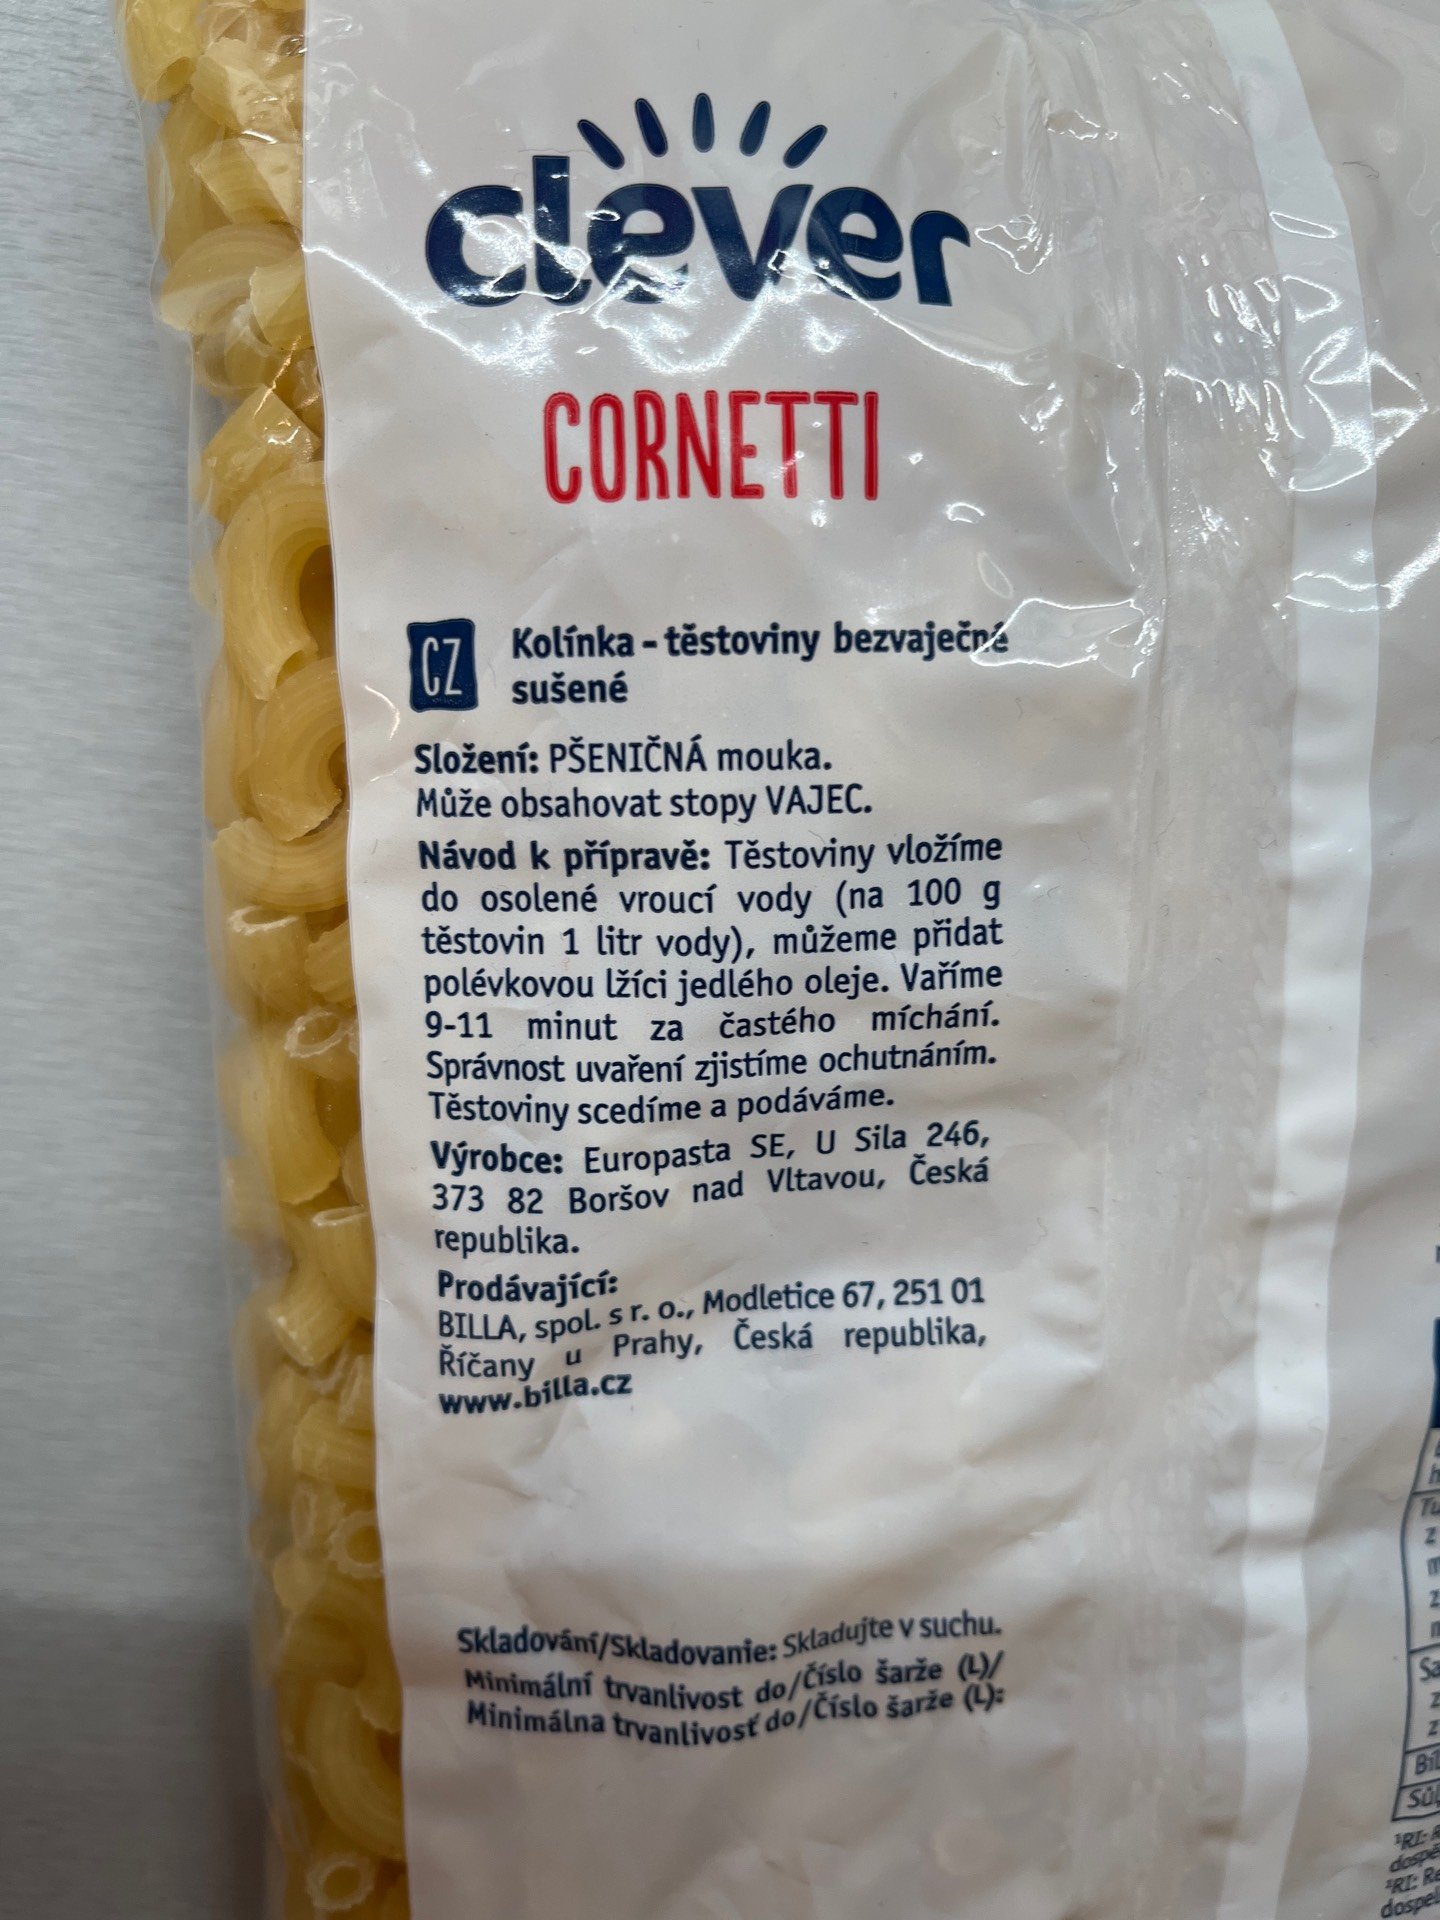 clever
CORNETTI
CZ
Kolínka - těstoviny bezvaječné
sušené
Složení: PŠENIČNÁ mouka.
Může obsahovat stopy VAJEC.
Návod k přípravě: Těstoviny vložíme
do osolené vroucí vody (na 100 g
těstovin 1 litr vody), můžeme přidat
polévkovou lžíci jedlého oleje. Vaříme
9-11 minut za častého míchání.
Správnost uvaření zjistíme ochutnáním.
Těstoviny scedíme a podáváme.
Výrobce: Europasta SE, U Sila 246,
373 82 Boršov nad Vltavou, Česká
republika.
Prodávající:
BILLA, spol. s r. o., Modletice 67, 251 01
Říčany u Prahy, Česká republika,
www.billa.cz
Skladování/Skladovanie: Skladujte v suchu.
Minimální trvanlivost do/Číslo šarže (L)/
Minimálna trvanlivosť do/Číslo šarže (L):